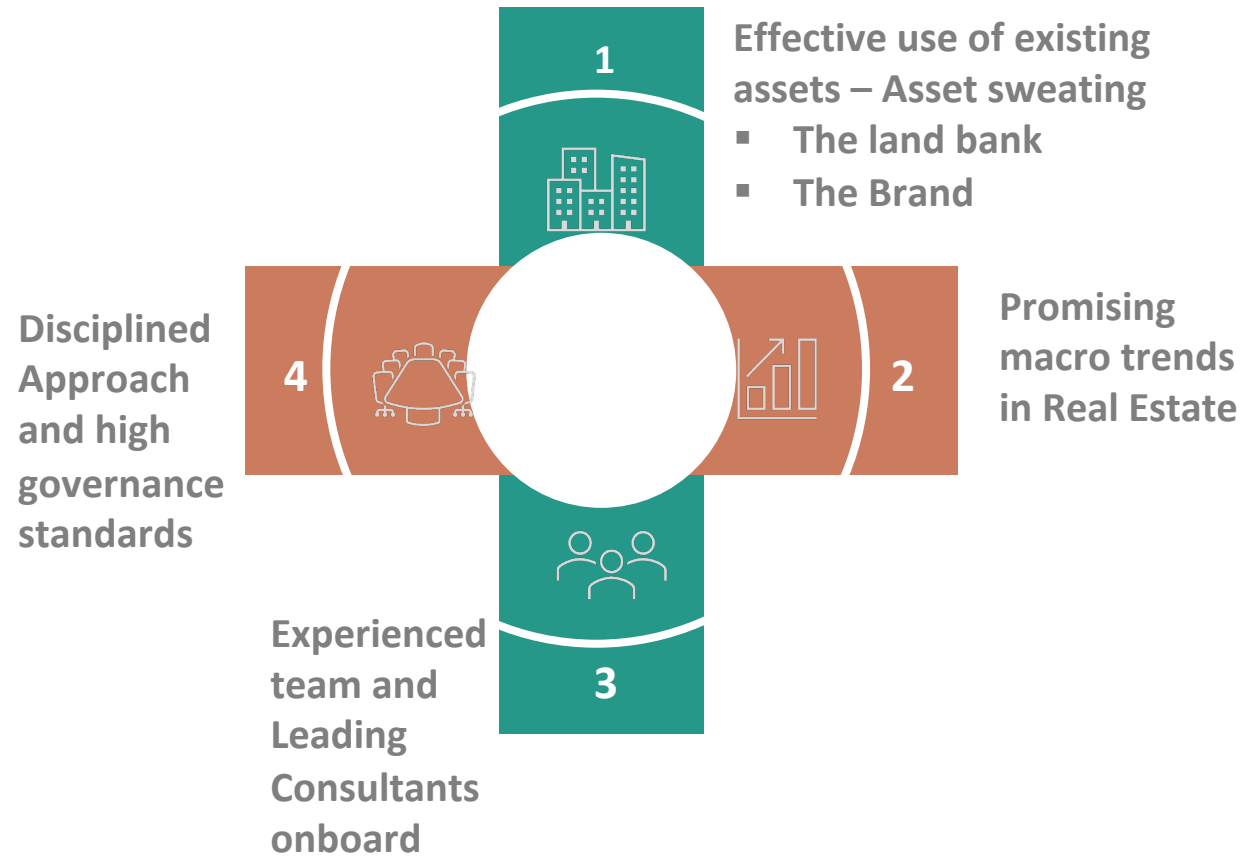 1
Effective use of existing
assets – Asset sweating
▪ The land bank
▪ The Brand
2
Promising
macro trends
in Real Estate
3
Experienced
team and
Leading
Consultants
onboard
4
Disciplined
Approach
and high
governance
standards